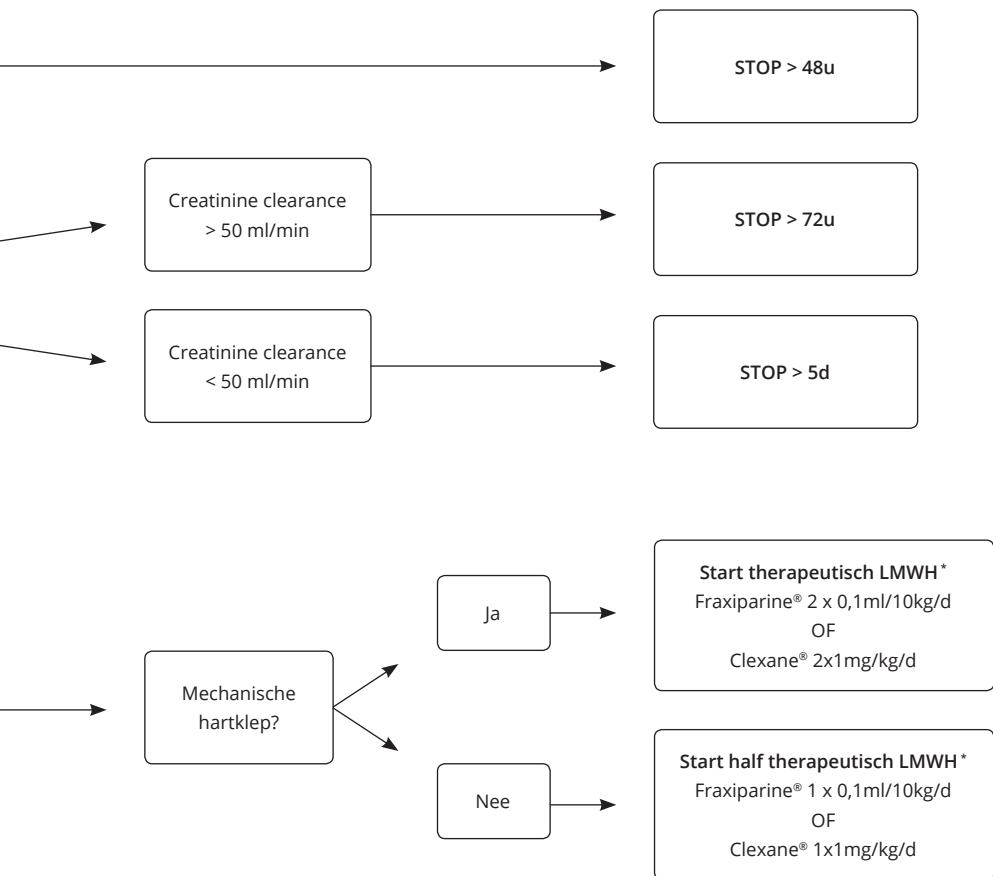 STOP > 48u
Creatinine clearance
> 50 ml/min
STOP > 72u
Creatinine clearance
< 50 ml/min
STOP > 5d
Mechanische
hartklep?
Ja
Start therapeutisch LMWH*
Fraxiparine® 2 x 0,1ml/10kg/d
OF
Clexane® 2x1mg/kg/d
Nee
Start half therapeutisch LMWH*
Fraxiparine® 1 x 0,1ml/10kg/d
OF
Clexane® 1x1mg/kg/d